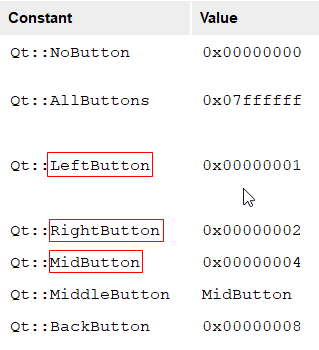 Constant Value
Qt::NoButton 0x00000000
Qt::AllButtons 0x07ffffff
Qt::LeftButton 0x00000001
Qt::RightButton 0x00000002
Qt::MidButton 0x00000004
Qt::MiddleButton MidButton
Qt::BackButton 0x00000008